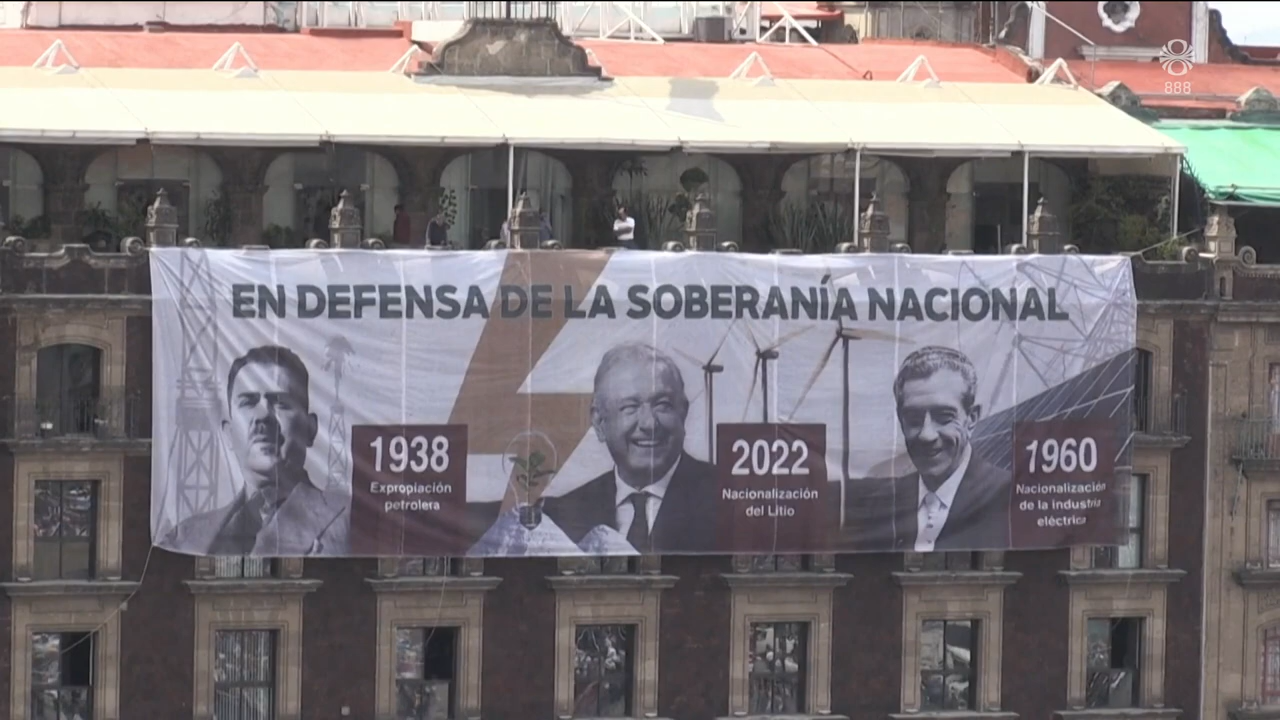 888
EN DEFENSA DE LA SOBERANÍA NACIONAL
1938
Expropiación
petrolera
2022
Nacionalización
del Litio
1960
Nacionalización
de la industria
eléctrica